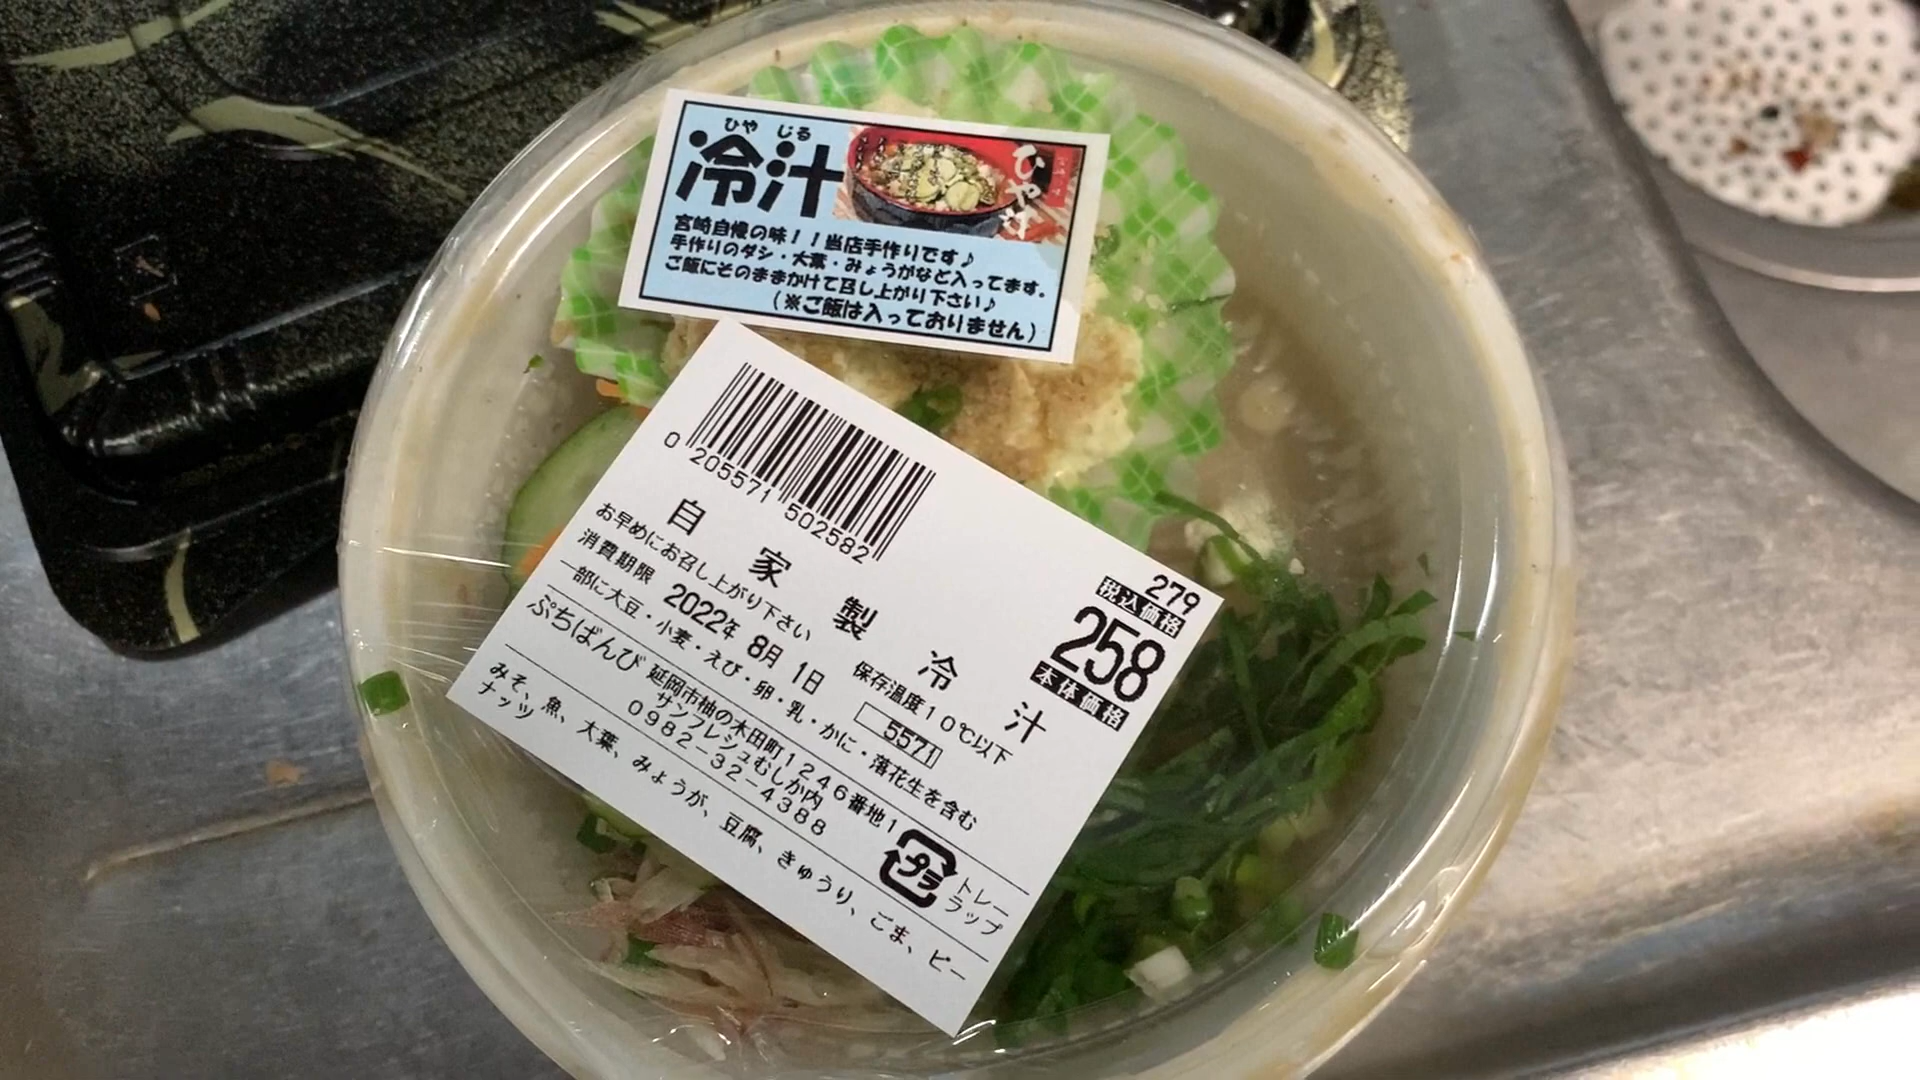 ひや じる
冷汁
ひや汁
宮崎自慢の味!!当店手作りです♪
手作りのダシ・大葉・みょうがなど入ってます.
ご飯にそのままかけて召し上がり下さい♪
(※ご飯は入っておりません)
0 205571 502582
自家製冷汁
お早めにお召し上がり下さい 保存温度10℃以下
消費期限 2022年 8月 1日 5571
279
税込価格
258
本体価格
一部に大豆・小麦・えび・卵・乳・かに・落花生を含む
ぷちばんび 延岡市柚の木田町1246番地1
サンフレシュむしか内
0982-32-4388
プラ トレー
ラップ
みそ、魚、大葉、みょうが、豆腐、きゅうり、ごま、ピー
ナッツ